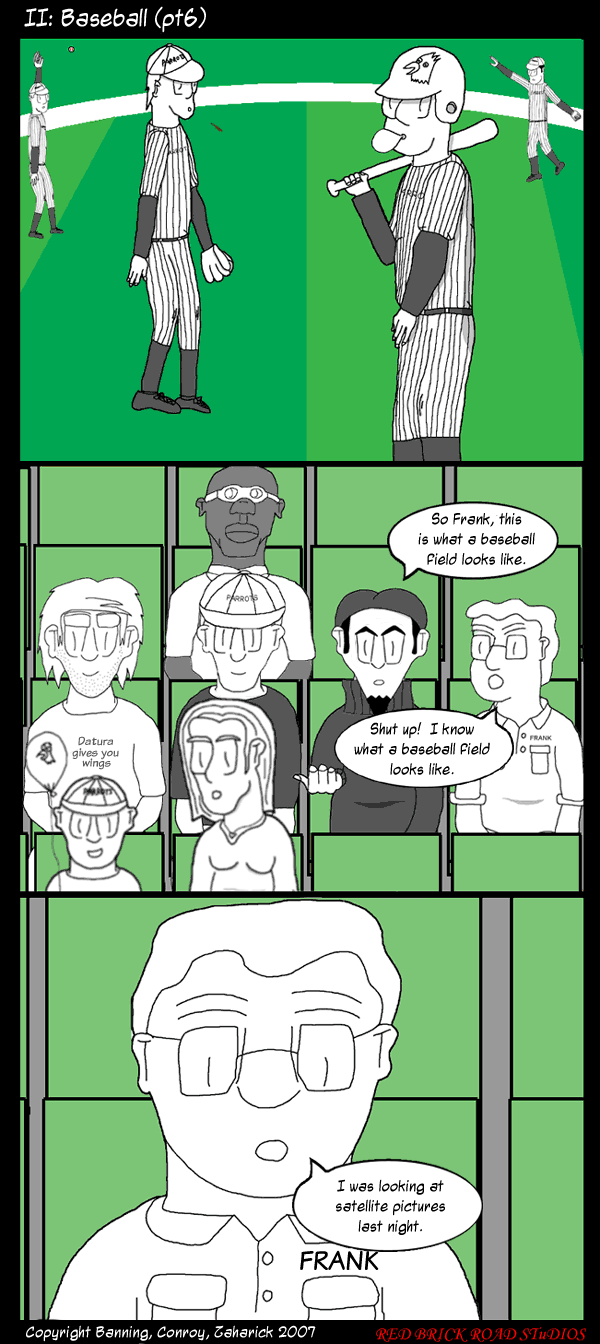 II: Baseball (pt6)
PARROTS
So Frank, this
is what a baseball
field looks like.
PARROTS
Shut up! I know
what a baseball field
looks like.
FRANK
Datura
gives you
wings
PARROTS
I was looking at
satellite pictures
last night.
FRANK
Copyright Banning, Conroy, Zaharick 2007
RED BRICK ROAD STuDIOS